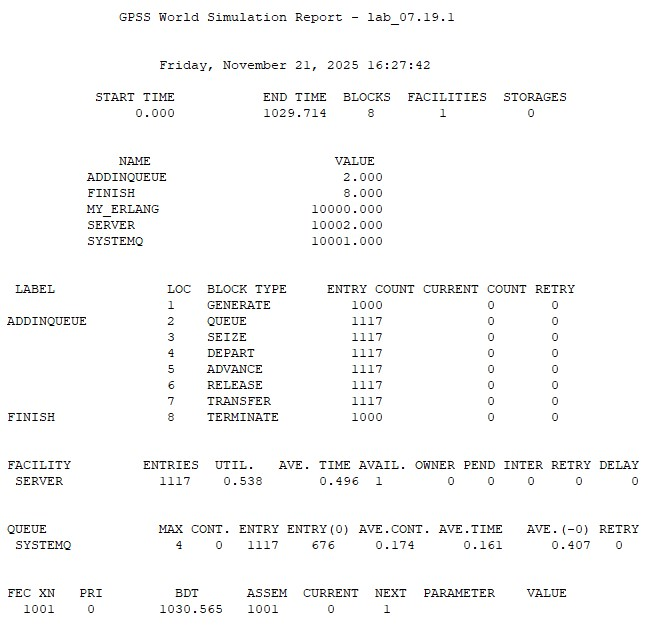 GPSS World Simulation Report - lab_07.19.1
Friday, November 21, 2025 16:27:42
START TIME END TIME BLOCKS FACILITIES STORAGES
0.000 1029.714 8 1 0
NAME VALUE
ADDINQUEUE 2.000
FINISH 8.000
MY_ERLANG 10000.000
SERVER 10002.000
SYSTEMQ 10001.000
LABEL LOC BLOCK TYPE ENTRY COUNT CURRENT COUNT RETRY
1 GENERATE 1000 0 0
ADDINQUEUE 2 QUEUE 1117 0 0
3 SEIZE 1117 0 0
4 DEPART 1117 0 0
5 ADVANCE 1117 0 0
6 RELEASE 1117 0 0
7 TRANSFER 1117 0 0
FINISH 8 TERMINATE 1000 0 0
FACILITY ENTRIES UTIL. AVE. TIME AVAIL. OWNER PEND INTER RETRY DELAY
SERVER 1117 0.538 0.496 1 0 0 0 0 0
QUEUE MAX CONT. ENTRY ENTRY(0) AVE.CONT. AVE.TIME AVE.(-0) RETRY
SYSTEMQ 4 0 1117 676 0.174 0.161 0.407 0
FEC XN PRI BDT ASSEM CURRENT NEXT PARAMETER VALUE
1001 0 1030.565 1001 0 1